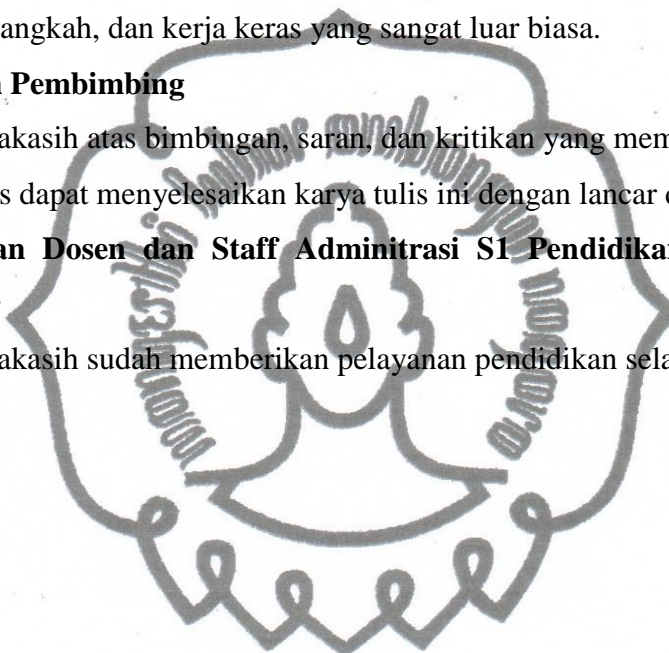 angkah, dan kerja keras yang sangat luar biasa.
Pembimbing
akasih atas bimbingan, saran, dan kritikan yang mem
s dapat menyelesaikan karya tulis ini dengan lancar
an Dosen dan Staff Adminitrasi S1 Pendidika
akasih sudah memberikan pelayanan pendidikan sela